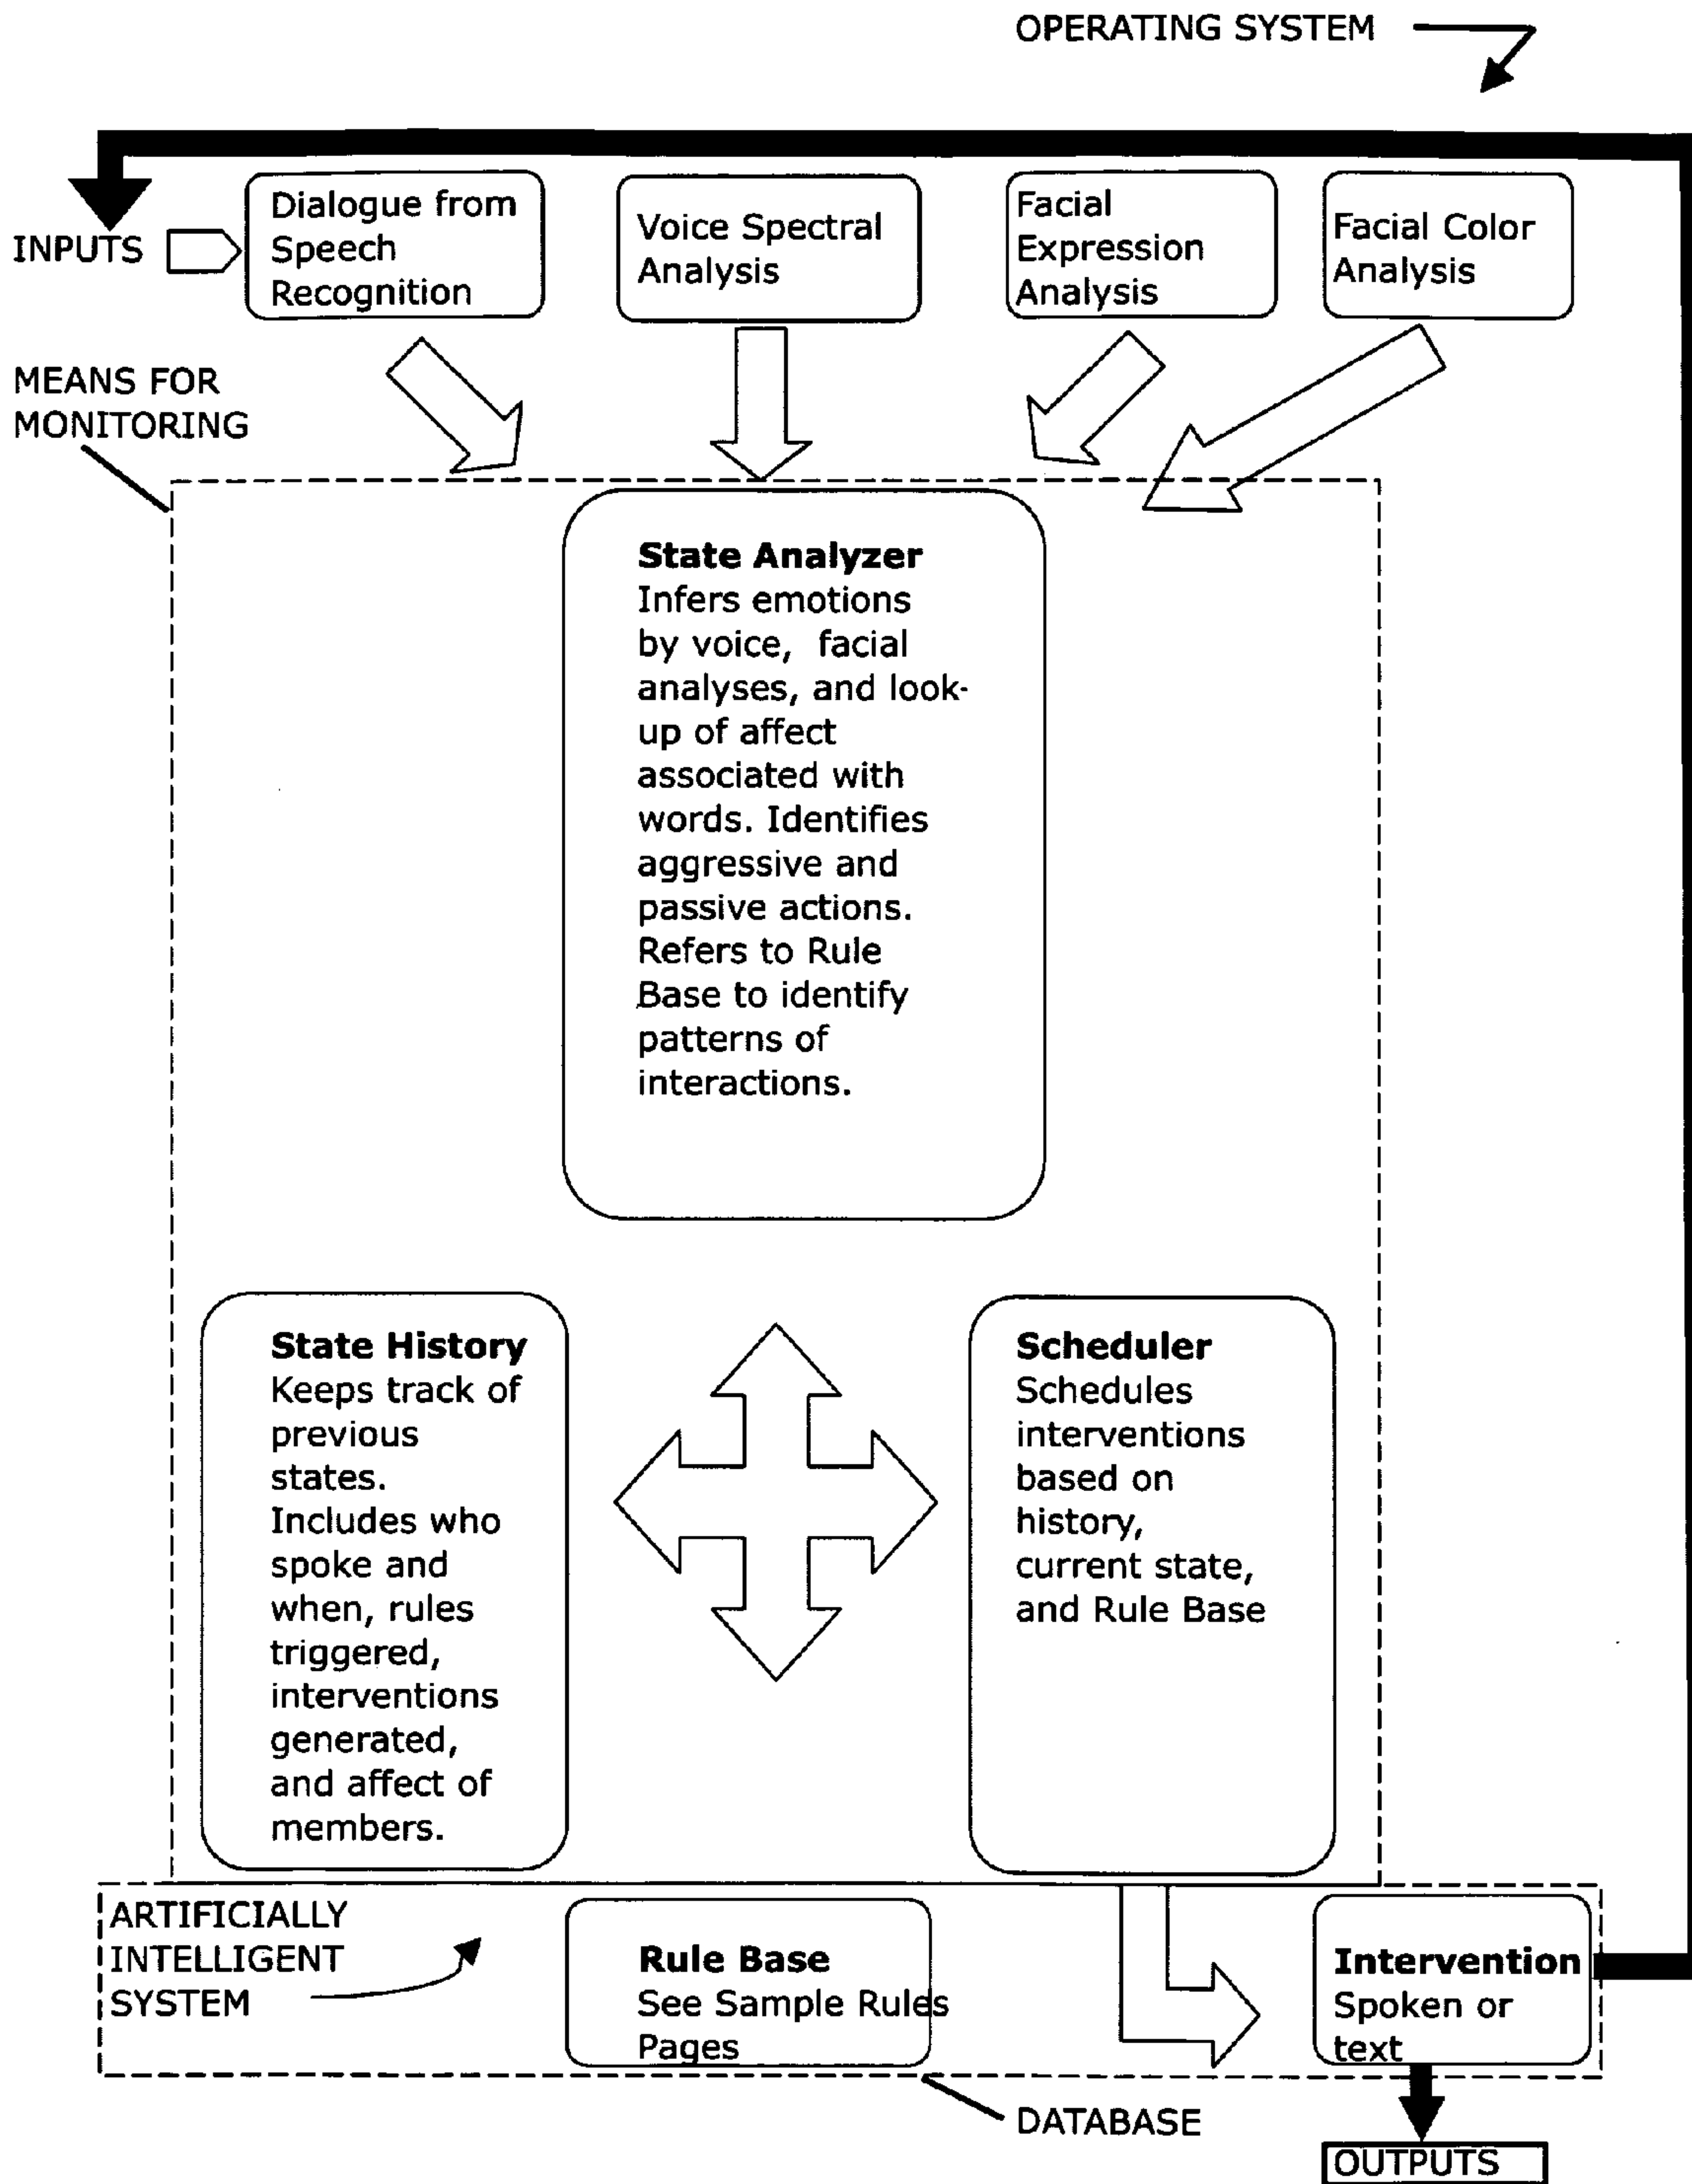 OPERATING SYSTEM
INPUTS
Dialogue from
Speech
Recognition
Voice Spectral
Analysis
Facial
Expression
Analysis
Facial Color
Analysis
MEANS FOR
MONITORING
State Analyzer
Infers emotions
by voice, facial
analyses, and look-
up of affect
associated with
words. Identifies
aggressive and
passive actions.
Refers to Rule
Base to identify
patterns of
interactions.
State History
Keeps track of
previous
states.
Includes who
spoke and
when, rules
triggered,
interventions
generated,
and affect of
members.
Scheduler
Schedules
interventions
based on
history,
current state,
and Rule Base
ARTIFICIALLY
INTELLIGENT
SYSTEM
Rule Base
See Sample Rules
Pages
Intervention
Spoken or
text
DATABASE
OUTPUTS